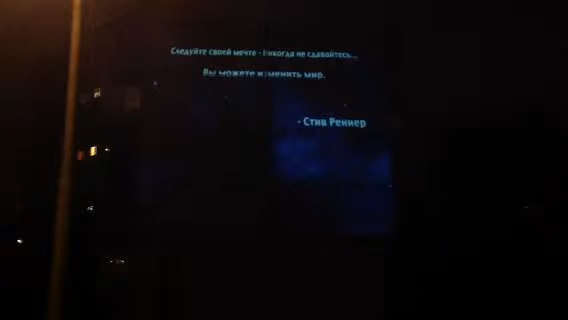 Следуйте своей мечте - Никогда не сдавайтесь...
Вы можете изменить мир.
- Стив Реннер